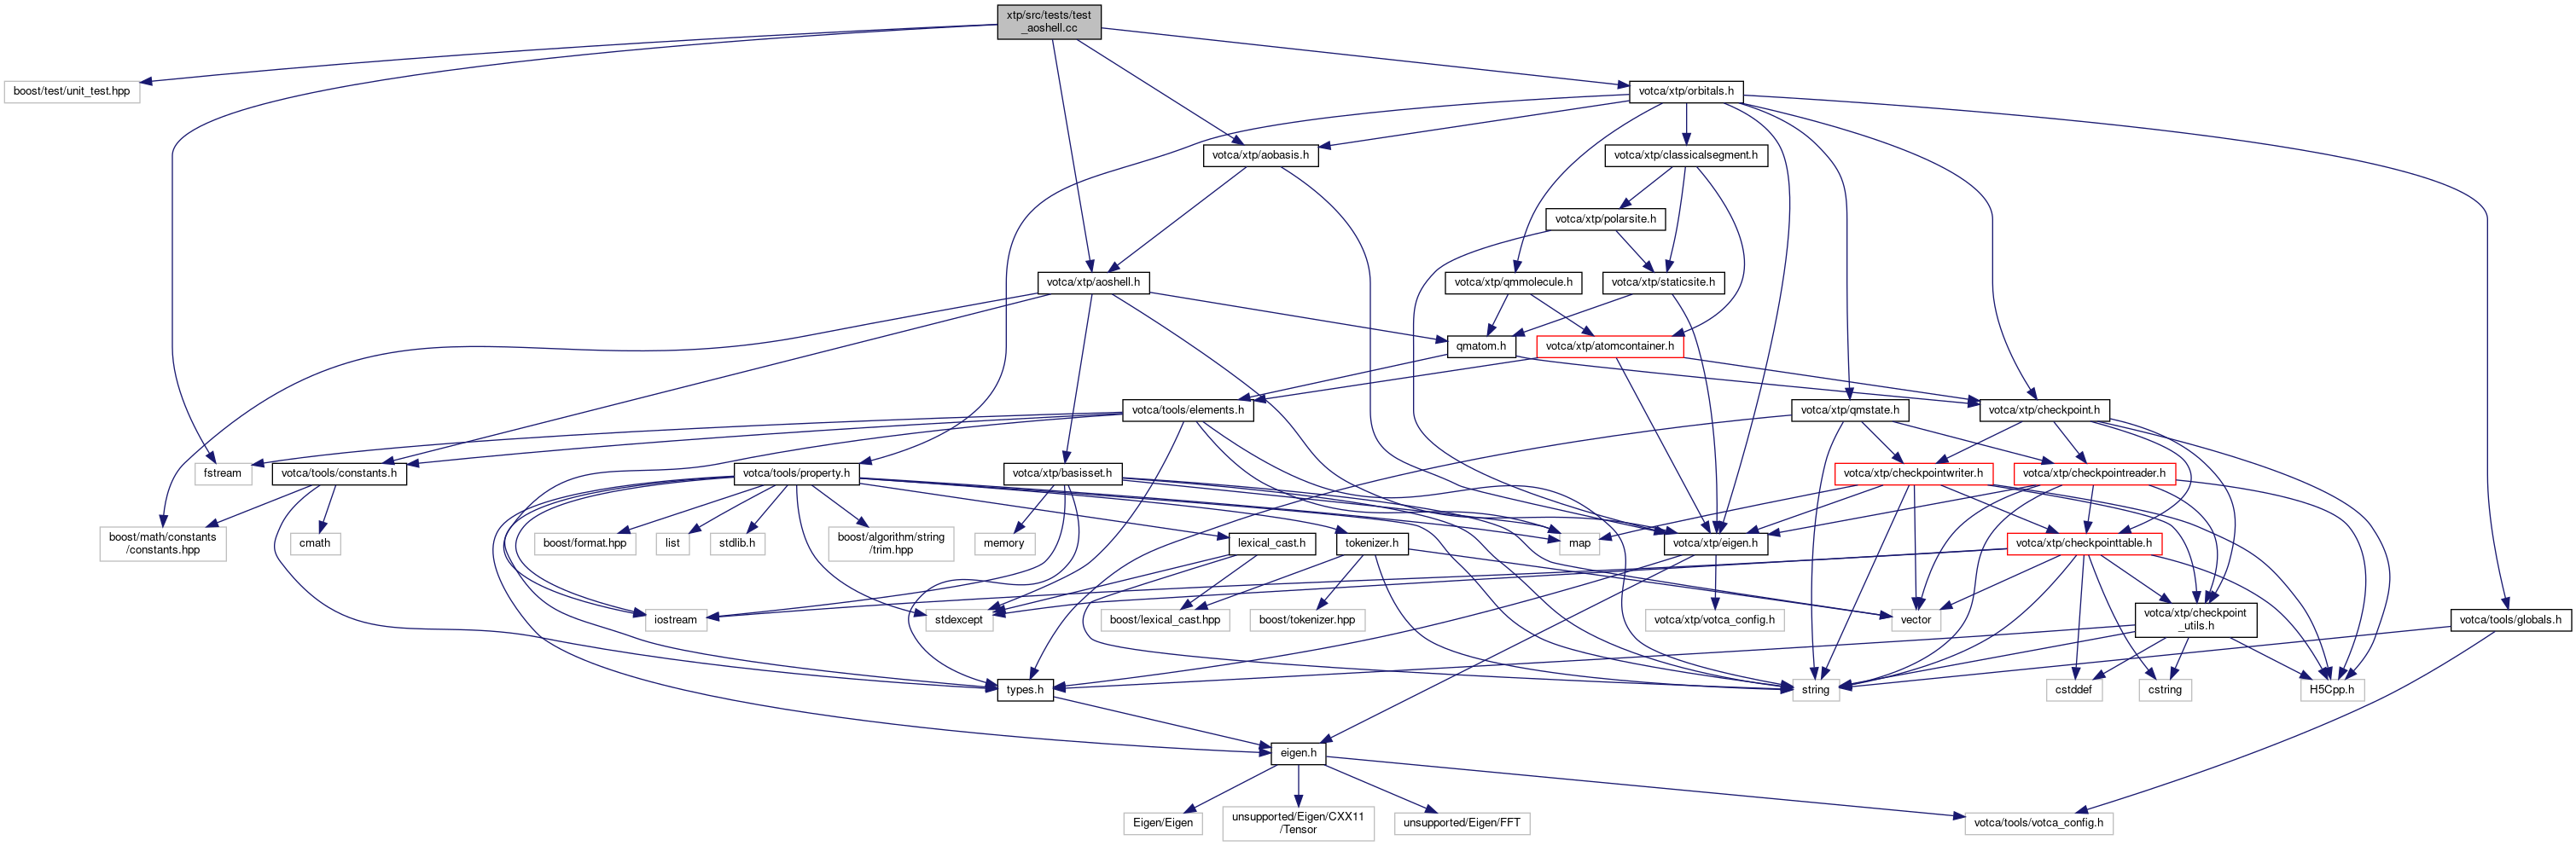 xtp/src/tests/test
_aoshell.cc
boost/test/unit_test.hpp
votca/xtp/orbitals.h
votca/xtp/aobasis.h
votca/xtp/classicalsegment.h
votca/xtp/polarsite.h
votca/xtp/aoshell.h
votca/xtp/qmmolecule.h
votca/xtp/staticsite.h
qmatom.h
votca/xtp/atomcontainer.h
votca/tools/elements.h
votca/xtp/qmstate.h
votca/xtp/checkpoint.h
fstream
votca/tools/constants.h
votca/tools/property.h
votca/xtp/basisset.h
votca/xtp/checkpointwriter.h
votca/xtp/checkpointreader.h
boost/math/constants
/constants.hpp
cmath
boost/format.hpp
list
stdlib.h
boost/algorithm/string
/trim.hpp
memory
lexical_cast.h
tokenizer.h
map
votca/xtp/eigen.h
votca/xtp/checkpointtable.h
iostream
stdexcept
boost/lexical_cast.hpp
boost/tokenizer.hpp
votca/xtp/votca_config.h
vector
votca/xtp/checkpoint
_utils.h
votca/tools/globals.h
types.h
string
cstddef
cstring
H5Cpp.h
eigen.h
Eigen/Eigen
unsupported/Eigen/CXX11
/Tensor
unsupported/Eigen/FFT
votca/tools/votca_config.h